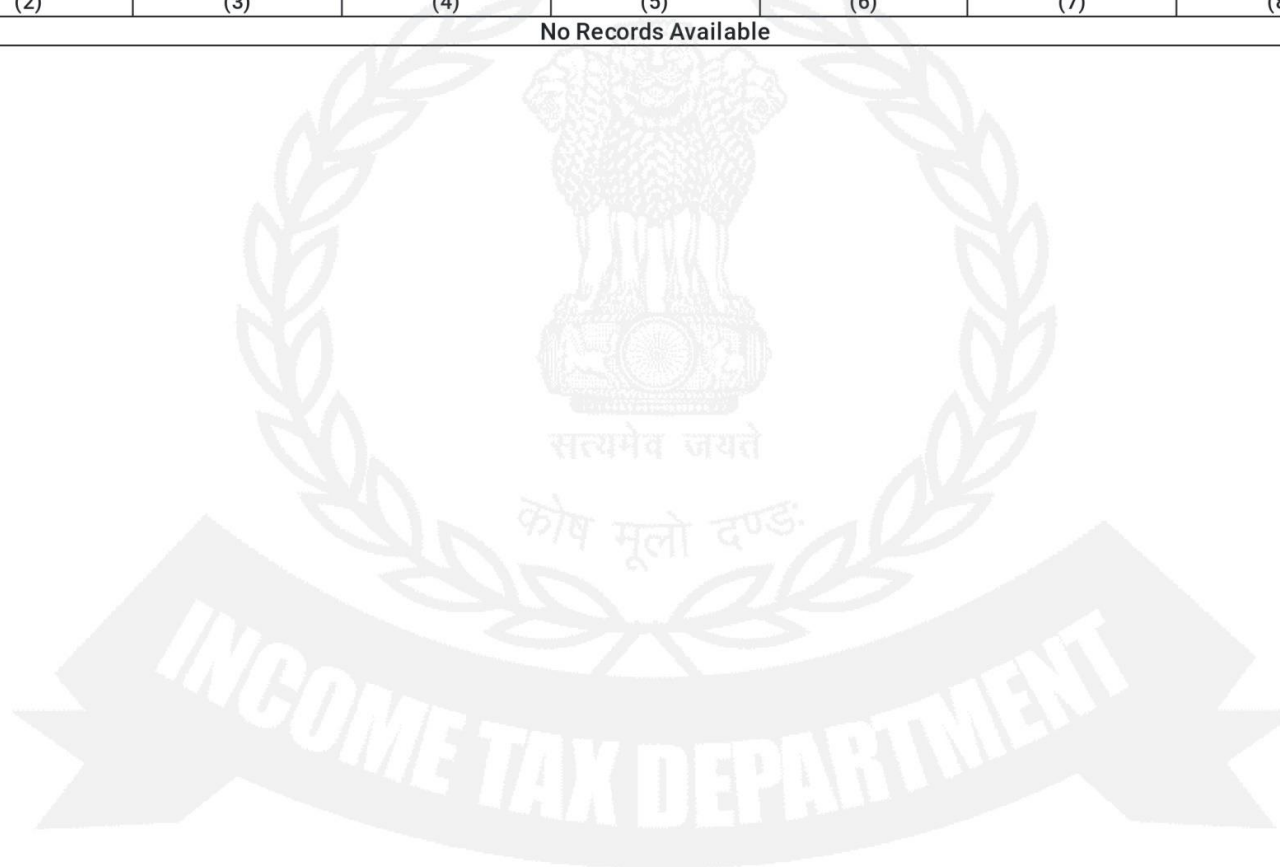 (2) (3) (4) (5) (6) (7)
No Records Available
सत्यमेव जयते
कोष मूलो दण्डः
INCOME TAX DEPARTMENT